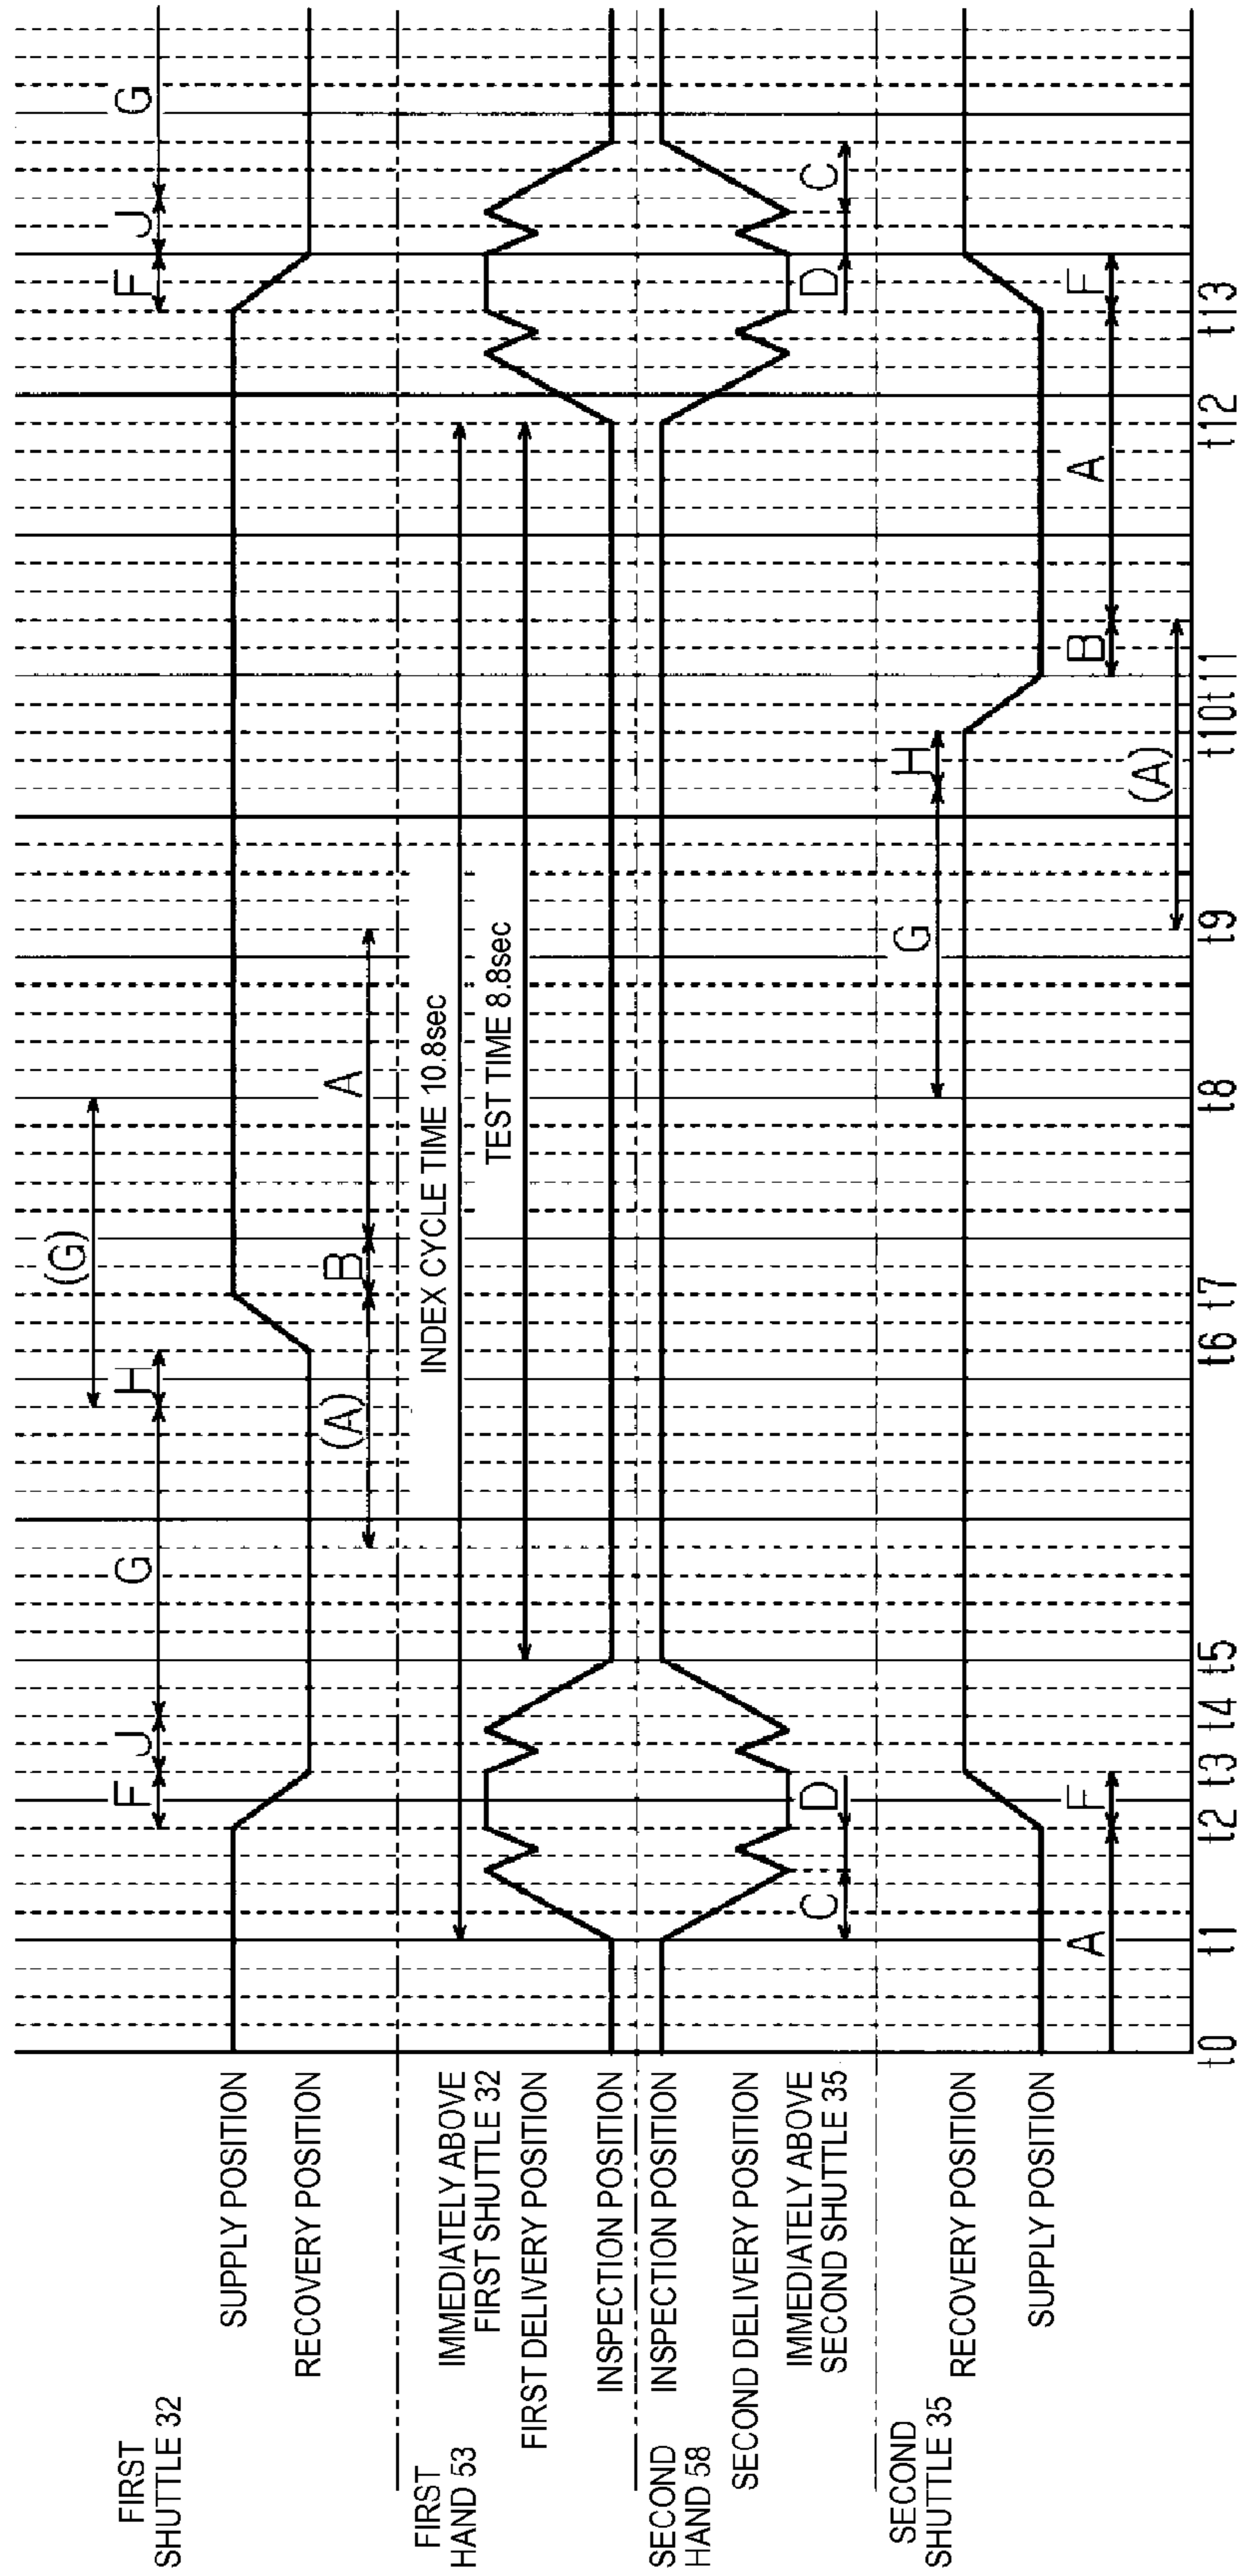 FIRST
SHUTTLE 32
SUPPLY POSITION
RECOVERY POSITION
F
J
G
H
(G)
F
J
G
(A)
B
A
FIRST
HAND 53
IMMEDIATELY ABOVE
FIRST SHUTTLE 32
FIRST DELIVERY POSITION
INSPECTION POSITION
INDEX CYCLE TIME 10.8sec
TEST TIME 8.8sec
SECOND
HAND 58
INSPECTION POSITION
SECOND DELIVERY POSITION
IMMEDIATELY ABOVE
SECOND SHUTTLE 35
C
D
D
C
SECOND
SHUTTLE 35
RECOVERY POSITION
SUPPLY POSITION
G
H
A
F
B
A
F
(A)
t0 t1 t2 t3 t4 t5 t6 t7 t8 t9 t10 t11 t12 t13